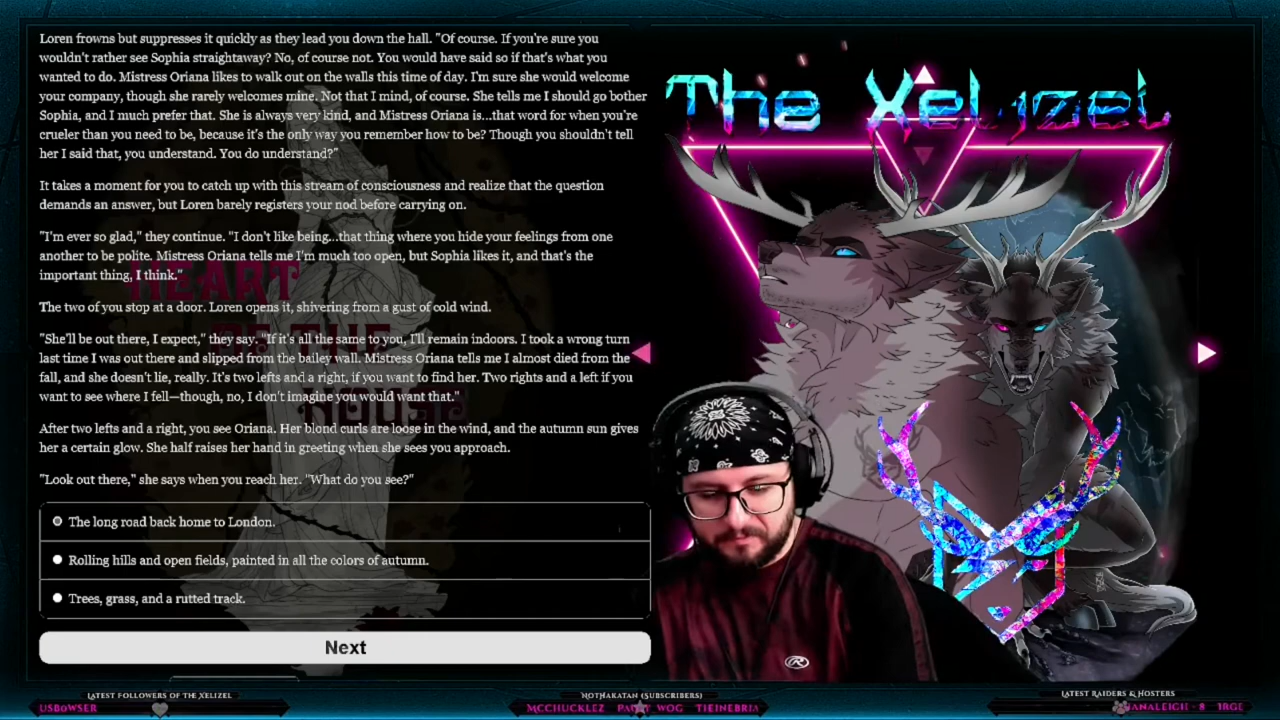 Loren frowns but suppresses it quickly as they lead you down the hall. "Of course. If you're sure you
wouldn't rather see Sophia straightaway? No, of course not. You would have said so if that's what you
wanted to do. Mistress Oriana likes to walk out on the walls this time of day. I'm sure she would welcome
your company, though she rarely welcomes mine. Not that I mind, of course. She tells me I should go bother
Sophia, and I much prefer that. She is always very kind, and Mistress Oriana is...that word for when you're
crueler than you need to be, because it's the only way you remember how to be? Though you shouldn't tell
her I said that, you understand. You do understand?"
It takes a moment for you to catch up with this stream of consciousness and realize that the question
demands an answer, but Loren barely registers your nod before carrying on.
"I'm ever so glad," they continue. "I don't like being...that thing where you hide your feelings from one
another to be polite. Mistress Oriana tells me I'm much too open, but Sophia likes it, and that's the
important thing, I think."
The two of you stop at a door. Loren opens it, shivering from a gust of cold wind.
"She'll be out there, I expect," they say. "If it's all the same to you, I'll remain indoors. I took a wrong turn
last time I was out there and slipped from the bailey wall. Mistress Oriana tells me I almost died from the
fall, and she doesn't lie, really. It's two lefts and a right, if you want to find her. Two rights and a left if you
want to see where I fell—though, no, I don't imagine you would want that."
After two lefts and a right, you see Oriana. Her blond curls are loose in the wind, and the autumn sun gives
her a certain glow. She half raises her hand in greeting when she sees you approach.
"Look out there," she says when you reach her. "What do you see?"
The long road back home to London.
Rolling hills and open fields, painted in all the colors of autumn.
Trees, grass, and a rutted track.
Next
HEART
OF THE
HOUSE
The Xelizel
LATEST FOLLOWERS OF THE XELIZEL
USBOWSER
NOTHAKATAN (SUBSCRIBERS)
MCCHUCKLEZ
WOG
TIEINEBRIA
LATEST RAIDERS & HOSTERS
JANALEIGH - 8